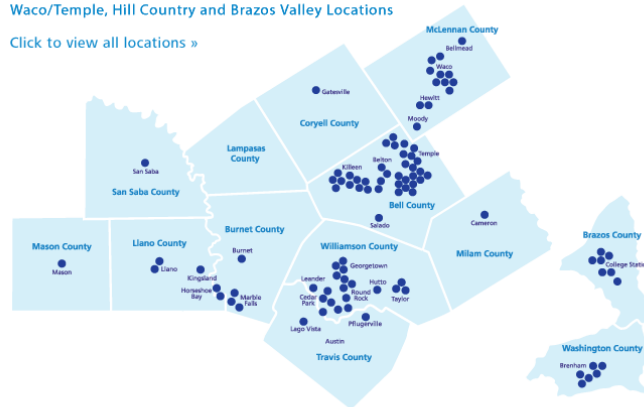 Waco/Temple, Hill Country and Brazos Valley Locations
Click to view all locations »
McLennan County
Bellmead
Waco
Hewitt
Moody
Gatesville
Coryell County
Lampasas
County
San Saba
San Saba County
Killeen
Belton
Temple
Bell County
Salado
Cameron
Milam County
Mason County
Mason
Llano County
Llano
Kingsland
Horseshoe
Bay
Burnet County
Burnet
Marble
Falls
Williamson County
Georgetown
Leander
Cedar
Park
Round
Rock
Hutto
Taylor
Lago Vista
Pflugerville
Austin
Travis County
Brazos County
College Stati
Washington County
Brenham